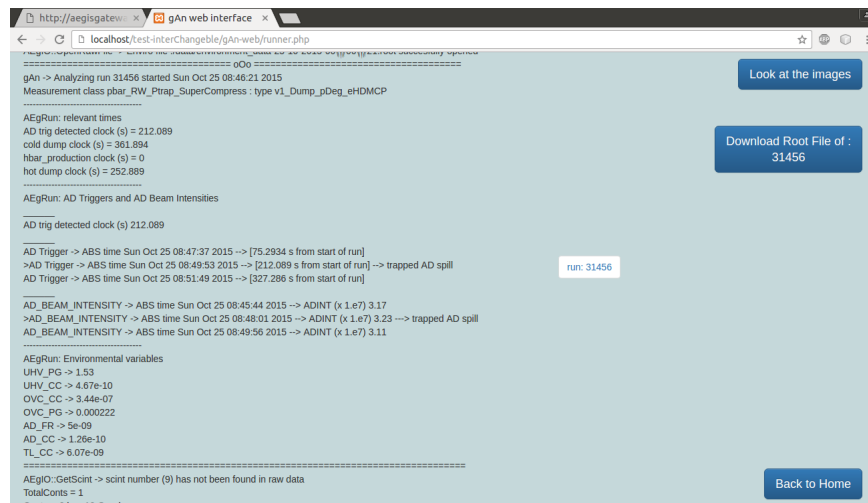 http://aegisgatew
gAn web interface
localhost/test-interChangeble/gAn-web/runner.php
===================================== oOo =====================================
gAn -> Analyzing run 31456 started Sun Oct 25 08:46:21 2015
Measurement class pbar_RW_Ptrap_SuperCompress : type v1_Dump_pDeg_eHDMCP
-------------------------------------
AEgRun: relevant times
AD trig detected clock (s) = 212.089
cold dump clock (s) = 361.894
hbar_production clock (s) = 0
hot dump clock (s) = 252.889
-------------------------------------
AEgRun: AD Triggers and AD Beam Intensities
______
AD trig detected clock (s) 212.089
______
AD Trigger -> ABS time Sun Oct 25 08:47:37 2015 --> [75.2934 s from start of run]
>AD Trigger -> ABS time Sun Oct 25 08:49:53 2015 --> [212.089 s from start of run] --> trapped AD spill
AD Trigger -> ABS time Sun Oct 25 08:51:49 2015 --> [327.286 s from start of run]
______
AD_BEAM_INTENSITY -> ABS time Sun Oct 25 08:45:44 2015 --> ADINT (x 1.e7) 3.17
>AD_BEAM_INTENSITY -> ABS time Sun Oct 25 08:48:01 2015 --> ADINT (x 1.e7) 3.23 ---> trapped AD spill
AD_BEAM_INTENSITY -> ABS time Sun Oct 25 08:49:56 2015 --> ADINT (x 1.e7) 3.11
-------------------------------------
AEgRun: Environmental variables
UHV_PG -> 1.53
UHV_CC -> 4.67e-10
OVC_CC -> 3.44e-07
OVC_PG -> 0.000222
AD_FR -> 5e-09
AD_CC -> 1.26e-10
TL_CC -> 6.07e-09
==================================================================================
AEgIO::GetScint -> scint number (9) has not been found in raw data
TotalConts = 1
run: 31456
Look at the images
Download Root File of :
31456
Back to Home